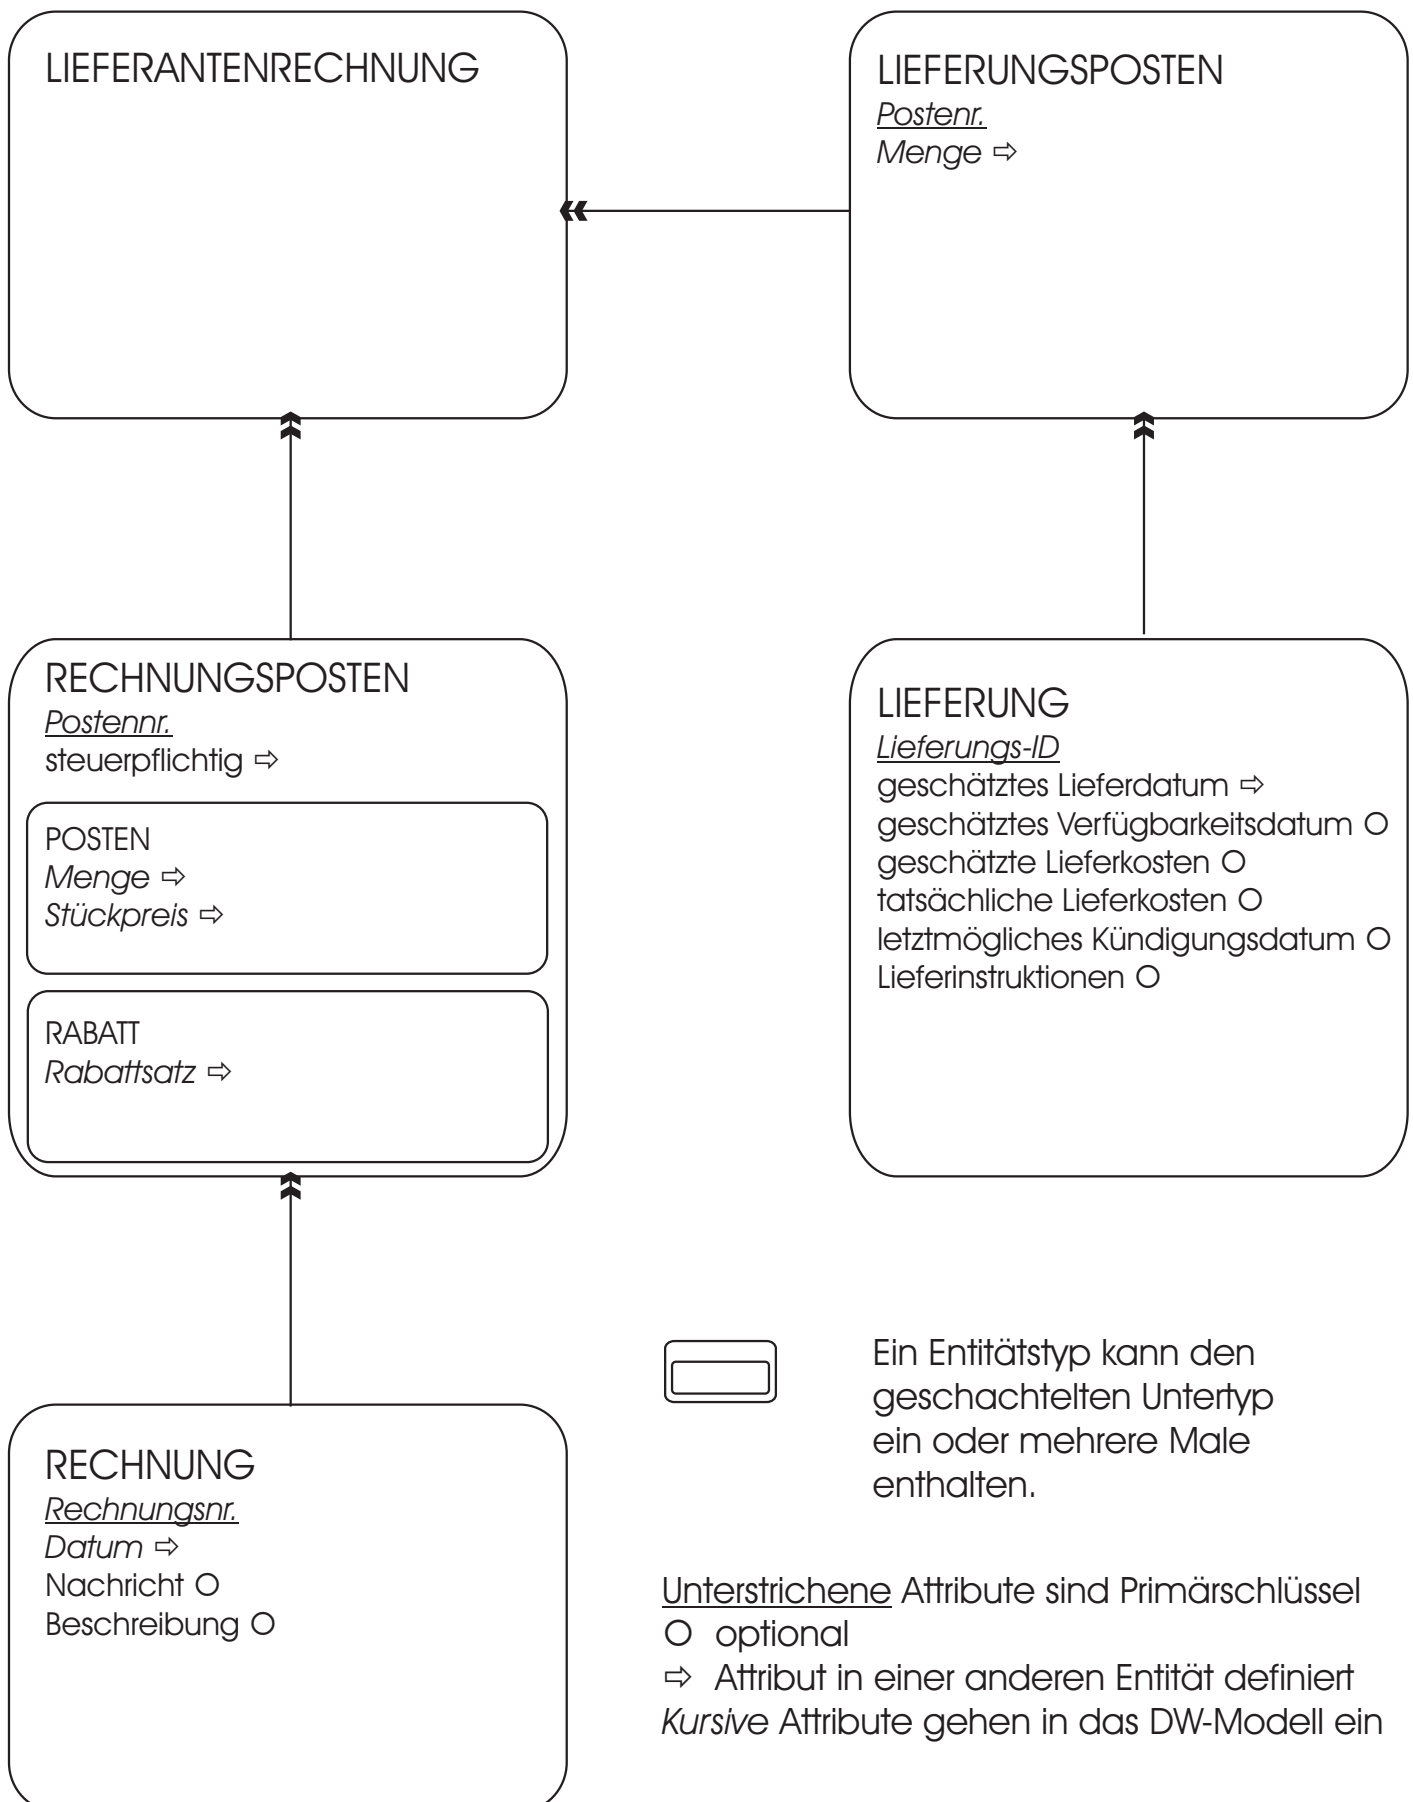 LIEFERANTENRECHNUNG
LIEFERUNGSPOSTEN
Postenr.
Menge ⇨
RECHNUNGSPOSTEN
Postennr.
steuerpflichtig ⇨
POSTEN
Menge ⇨
Stückpreis ⇨
RABATT
Rabattsatz ⇨
LIEFERUNG
Lieferungs-ID
geschätztes Lieferdatum ⇨
geschätztes Verfügbarkeitsdatum O
geschätzte Lieferkosten O
tatsächliche Lieferkosten O
letztmögliches Kündigungsdatum O
Lieferinstruktionen O
RECHNUNG
Rechnungsnr.
Datum ⇨
Nachricht O
Beschreibung O
Ein Entitätstyp kann den
geschachtelten Untertyp
ein oder mehrere Male
enthalten.
Unterstrichene Attribute sind Primärschlüssel
O optional
⇨ Attribut in einer anderen Entität definiert
Kursive Attribute gehen in das DW-Modell ein